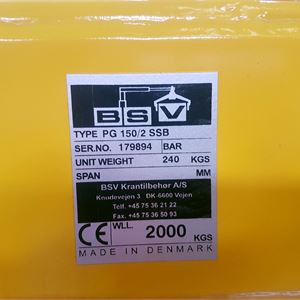 BSV
TYPE PG 150/2 SSB
SER.NO. 179894 BAR
UNIT WEIGHT 240 KGS
SPAN MM
BSV Krantilbehør A/S
Knudevejen 3 DK-6600 Vejen
Telf. +45 75 36 21 22
Fax. +45 75 36 50 93
CE WLL. 2000 KGS
MADE IN DENMARK